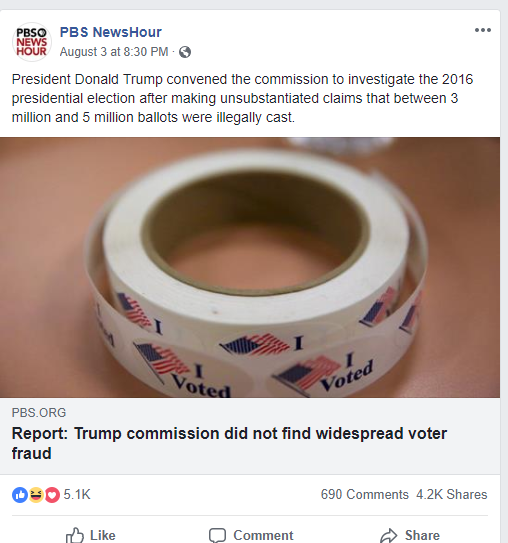 PBS
NEWS
HOUR
PBS NewsHour
August 3 at 8:30 PM ·
President Donald Trump convened the commission to investigate the 2016
presidential election after making unsubstantiated claims that between 3
million and 5 million ballots were illegally cast.
I
I
I
Voted
I
Voted
PBS.ORG
Report: Trump commission did not find widespread voter
fraud
5.1K
690 Comments 4.2K Shares
Like Comment Share